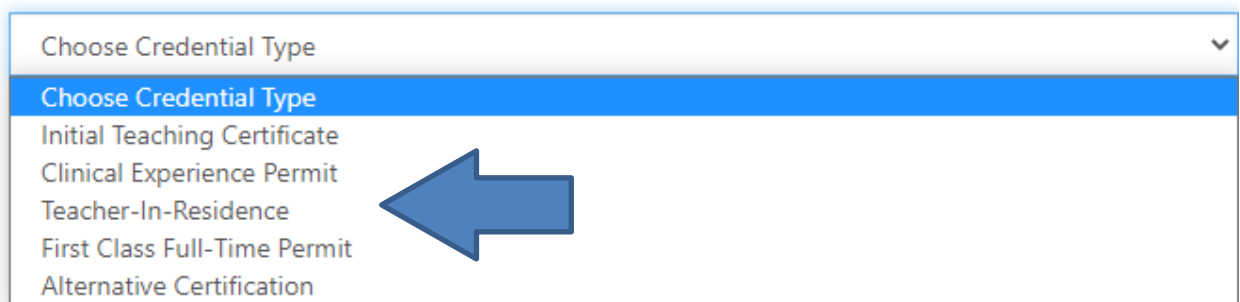 Choose Credential Type
Choose Credential Type
Initial Teaching Certificate
Clinical Experience Permit
Teacher-In-Residence
First Class Full-Time Permit
Alternative Certification